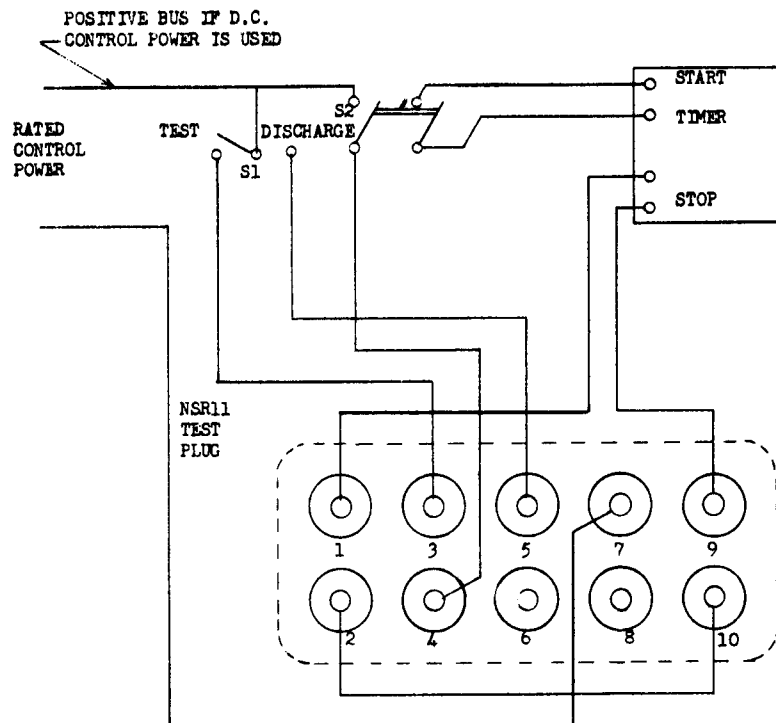 POSITIVE BUS IF D.C.
CONTROL POWER IS USED
START
S2
RATED
CONTROL
POWER
TEST
DISCHARGE
TIMER
S1
STOP
NSR11
TEST
PLUG
1
3
5
7
9
2
4
6
8
10